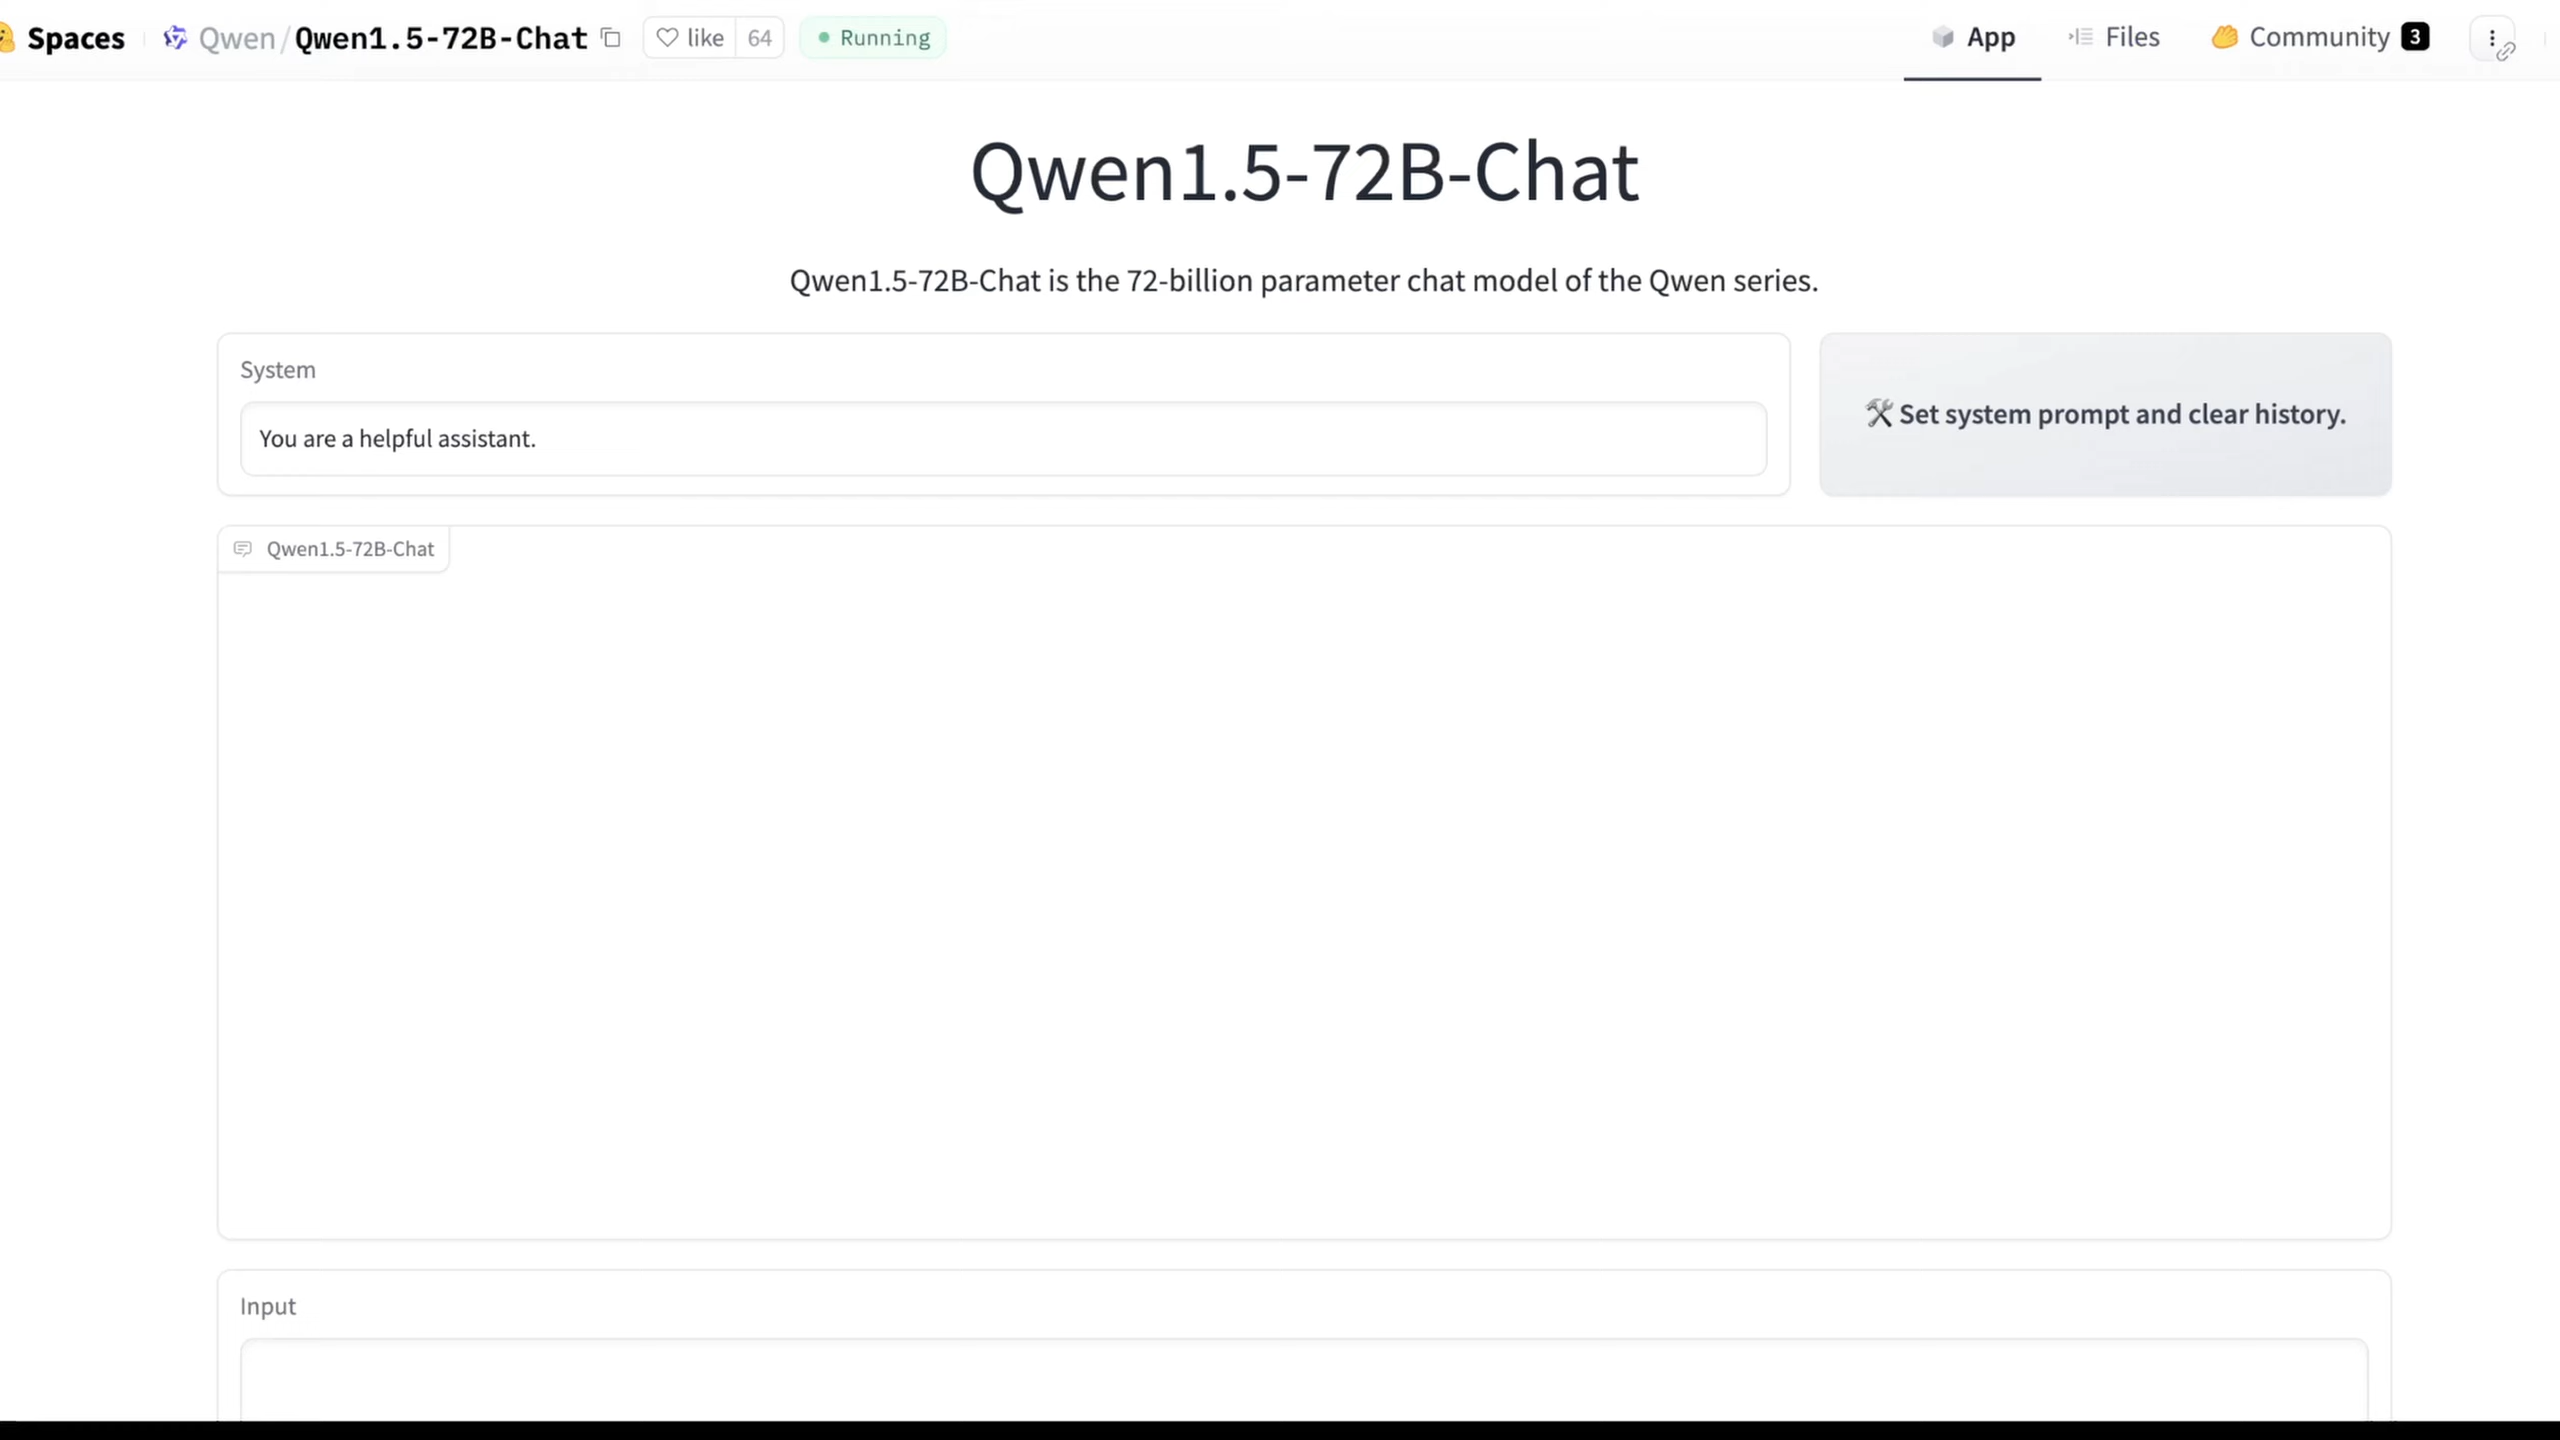 Spaces Qwen/Qwen1.5-72B-Chat like 64 Running App Files Community 3
Qwen1.5-72B-Chat
Qwen1.5-72B-Chat is the 72-billion parameter chat model of the Qwen series.
System
You are a helpful assistant.
Set system prompt and clear history.
Qwen1.5-72B-Chat
Input